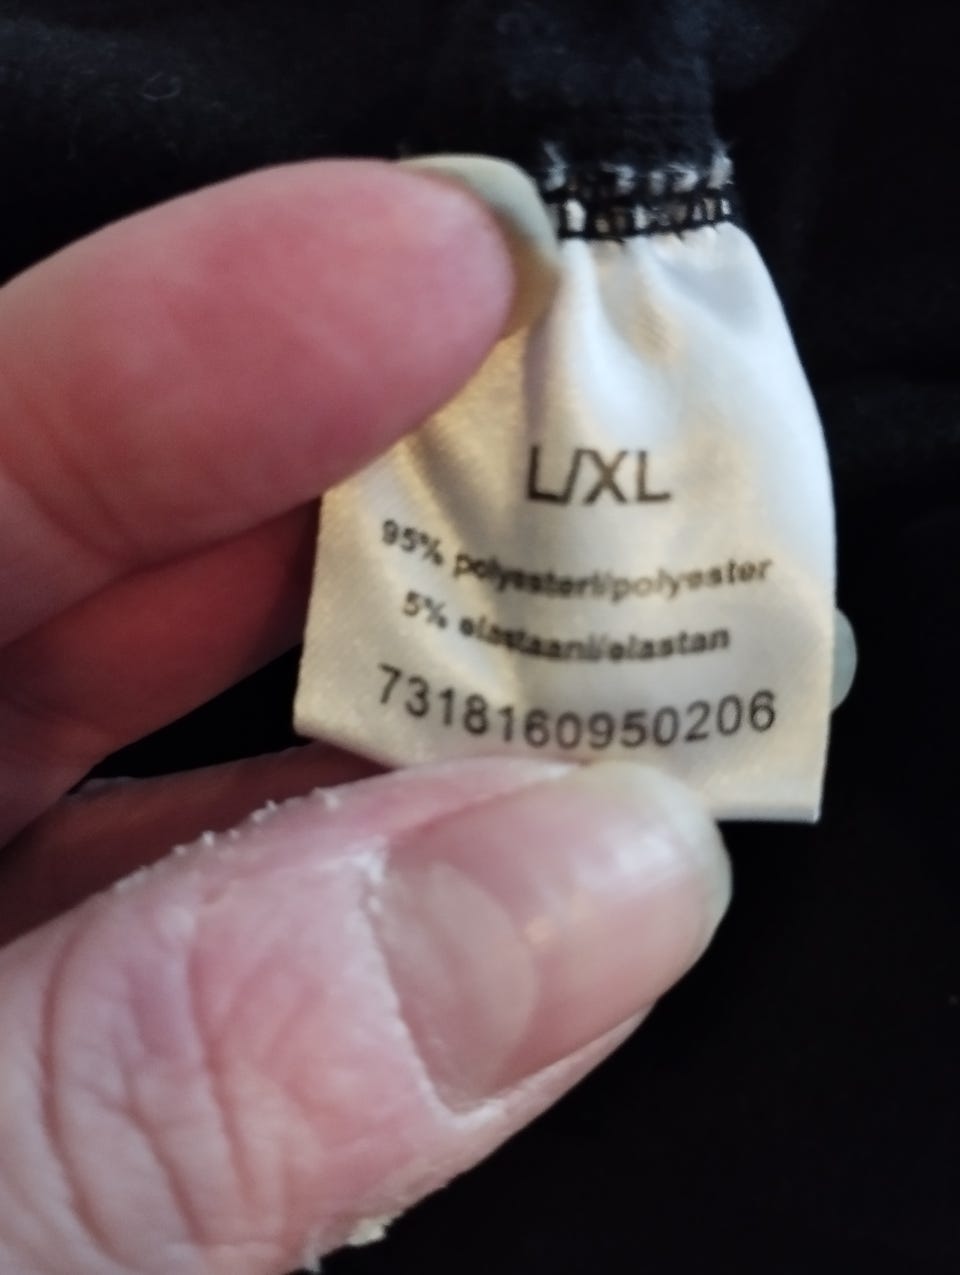 L/XL
95% polyesteri/polyester
5% elastaani/elastan
7318160950206